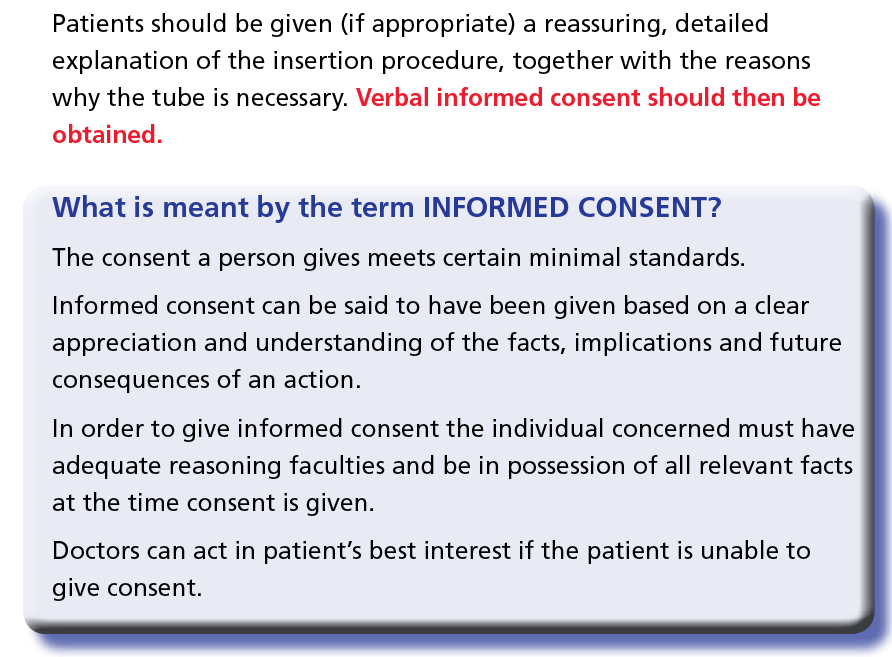 Patients should be given (if appropriate) a reassuring, detailed
explanation of the insertion procedure, together with the reasons
why the tube is necessary. Verbal informed consent should then be
obtained.
What is meant by the term INFORMED CONSENT?
The consent a person gives meets certain minimal standards.
Informed consent can be said to have been given based on a clear
appreciation and understanding of the facts, implications and future
consequences of an action.
In order to give informed consent the individual concerned must have
adequate reasoning faculties and be in possession of all relevant facts
at the time consent is given.
Doctors can act in patient’s best interest if the patient is unable to
give consent.